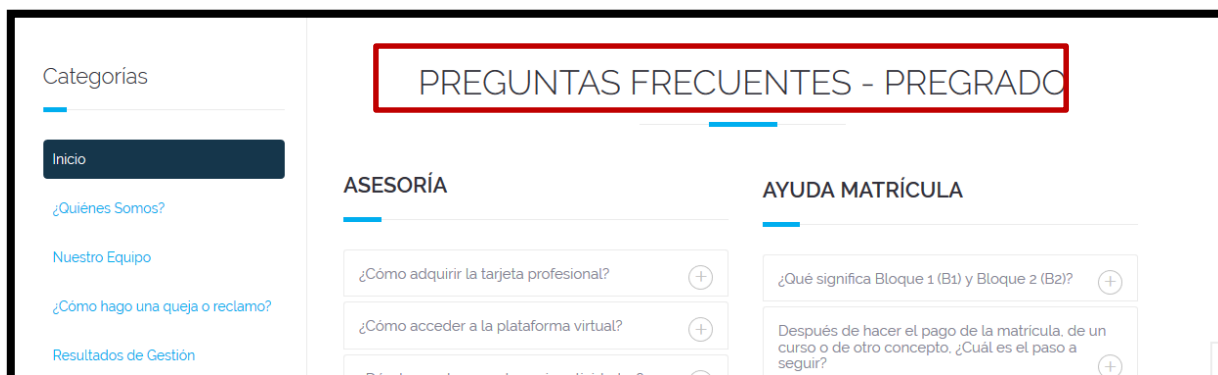 Categorías
Inicio
¿Quiénes Somos?
Nuestro Equipo
¿Cómo hago una queja o reclamo?
Resultados de Gestión
PREGUNTAS FRECUENTES - PREGRADO
ASESORÍA
¿Cómo adquirir la tarjeta profesional?
¿Cómo acceder a la plataforma virtual?
AYUDA MATRÍCULA
¿Qué significa Bloque 1 (B1) y Bloque 2 (B2)?
Después de hacer el pago de la matricula, de un
curso o de otro concepto, ¿Cuál es el paso a
seguir?